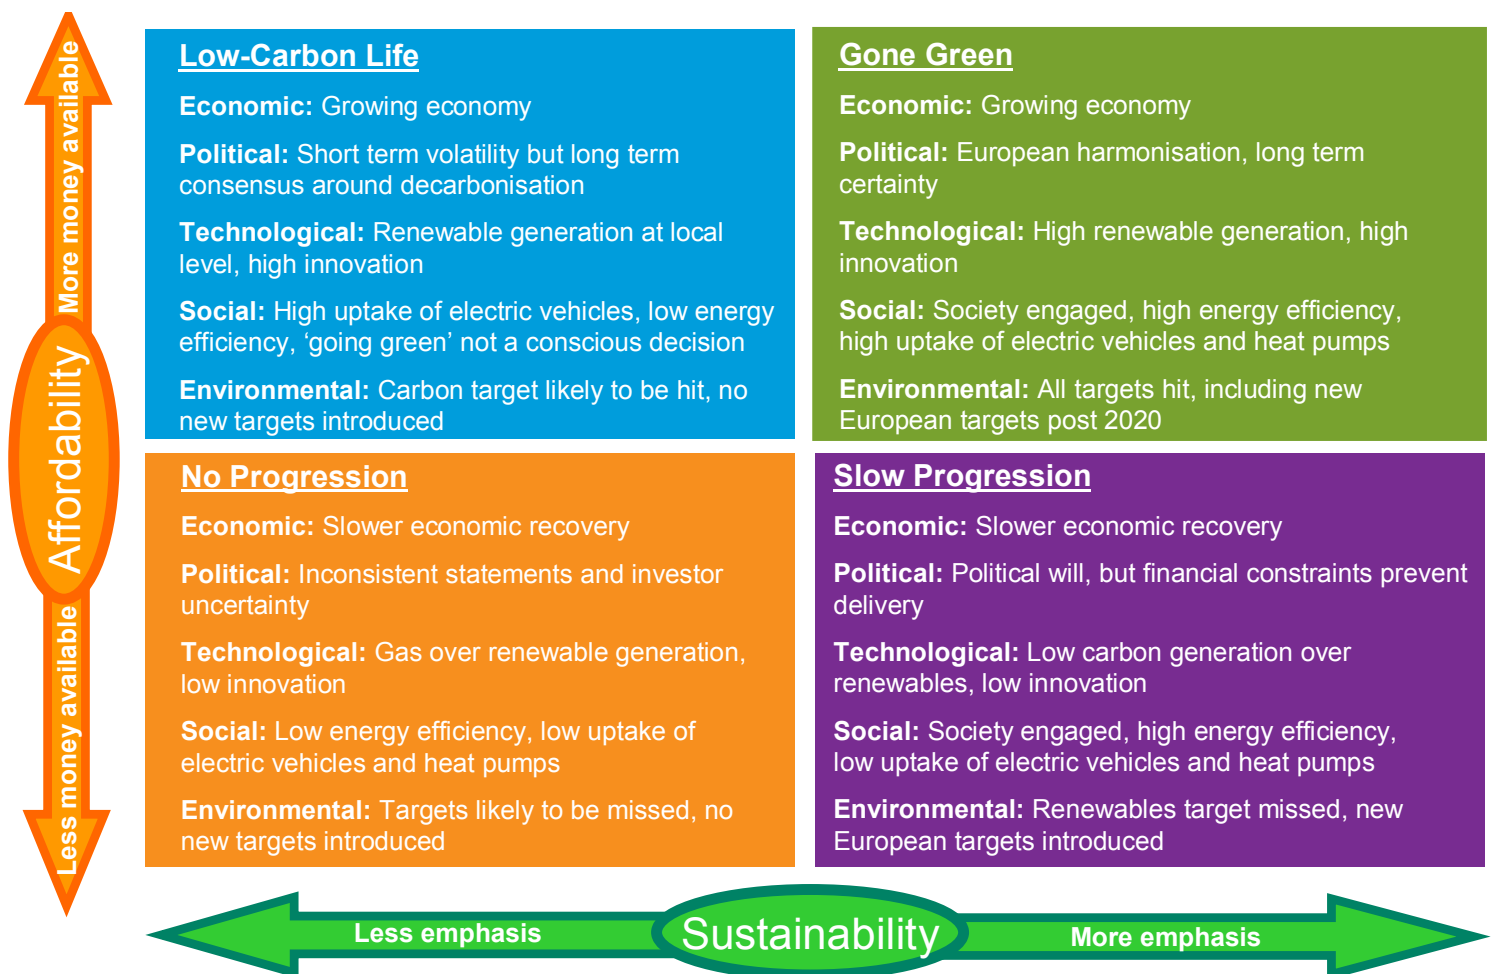 More money available
Affordability
Less money available
Low-Carbon Life
Economic: Growing economy
Political: Short term volatility but long term
consensus around decarbonisation
Technological: Renewable generation at local
level, high innovation
Social: High uptake of electric vehicles, low energy
efficiency, ‘going green’ not a conscious decision
Environmental: Carbon target likely to be hit, no
new targets introduced
Gone Green
Economic: Growing economy
Political: European harmonisation, long term
certainty
Technological: High renewable generation, high
innovation
Social: Society engaged, high energy efficiency,
high uptake of electric vehicles and heat pumps
Environmental: All targets hit, including new
European targets post 2020
No Progression
Economic: Slower economic recovery
Political: Inconsistent statements and investor
uncertainty
Technological: Gas over renewable generation,
low innovation
Social: Low energy efficiency, low uptake of
electric vehicles and heat pumps
Environmental: Targets likely to be missed, no
new targets introduced
Slow Progression
Economic: Slower economic recovery
Political: Political will, but financial constraints prevent
delivery
Technological: Low carbon generation over
renewables, low innovation
Social: Society engaged, high energy efficiency,
low uptake of electric vehicles and heat pumps
Environmental: Renewables target missed, new
European targets introduced
Less emphasis
Sustainability
More emphasis